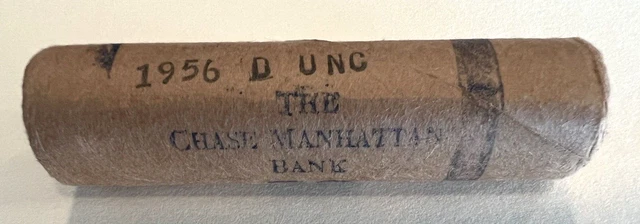 1956 D UNC
THE
CHASE MANHATTAN
BANK